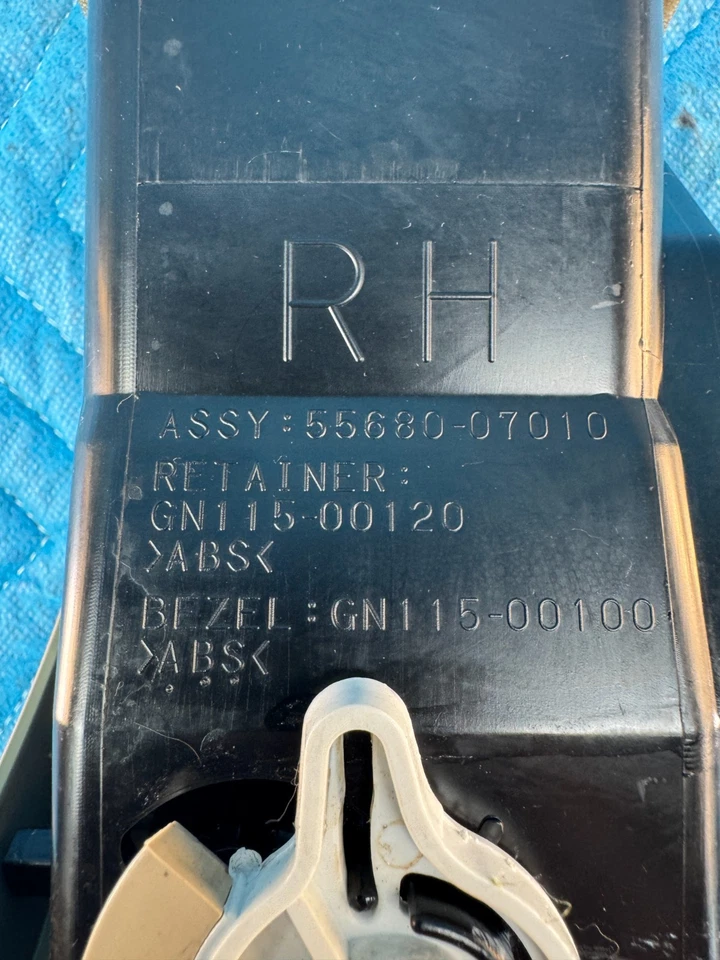 RH
ASSY:55680-07010
RETAINER:
GN115-00120
>ABS<
BEZEL:GN115-00100
>ABS<